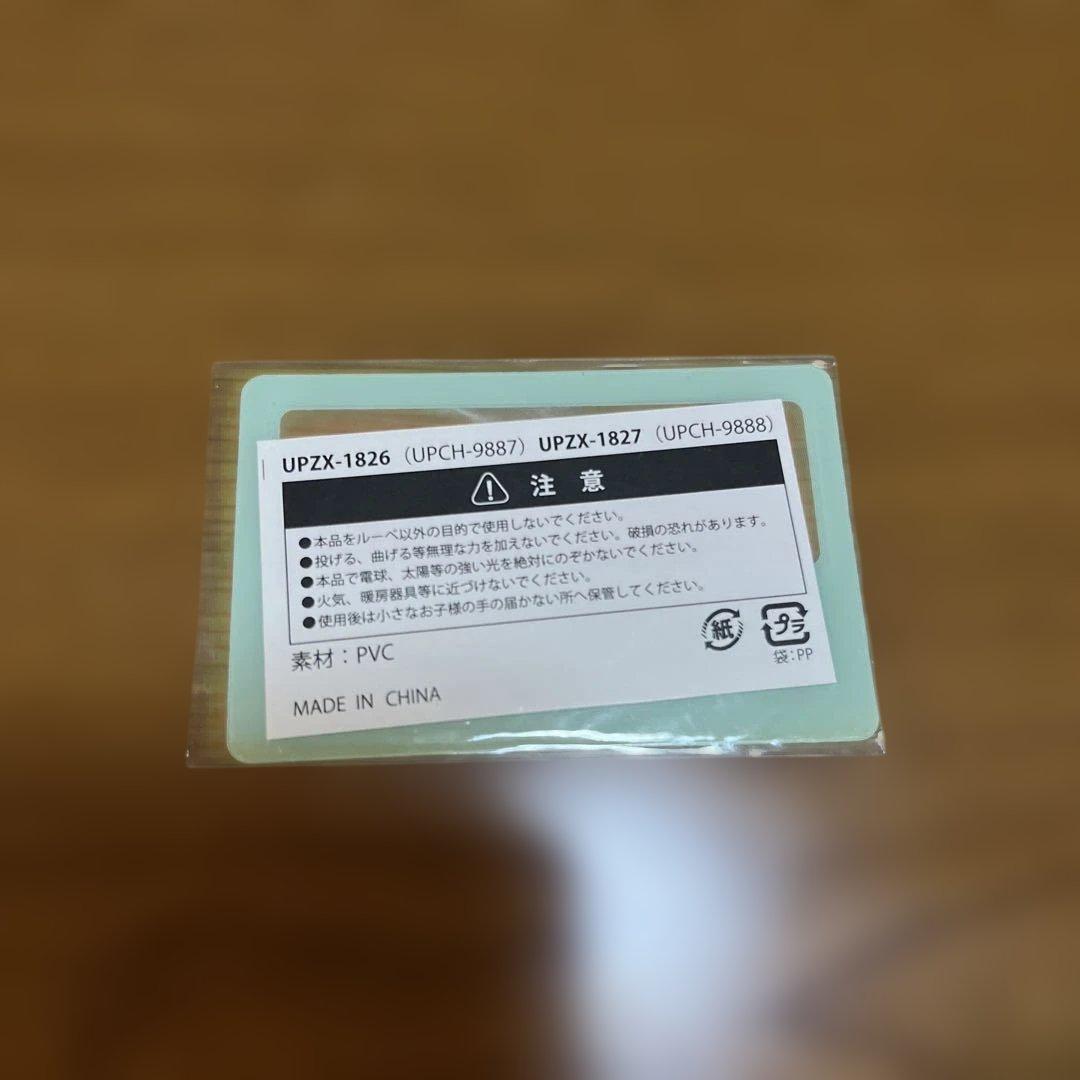 UPZX-1826（UPCH-9887）UPZX-1827（UPCH-9888）
注 意
●本品をルーペ以外の目的で使用しないでください。
●投げる、曲げる等無理な力を加えないでください。破損の恐れがあります。
●本品で電球、太陽等の強い光を絶対にのぞかないでください。
●火気、暖房器具等に近づけないでください。
●使用後は小さなお子様の手の届かない所へ保管してください。
紙 プラ
素材：PVC
袋：PP
MADE IN CHINA